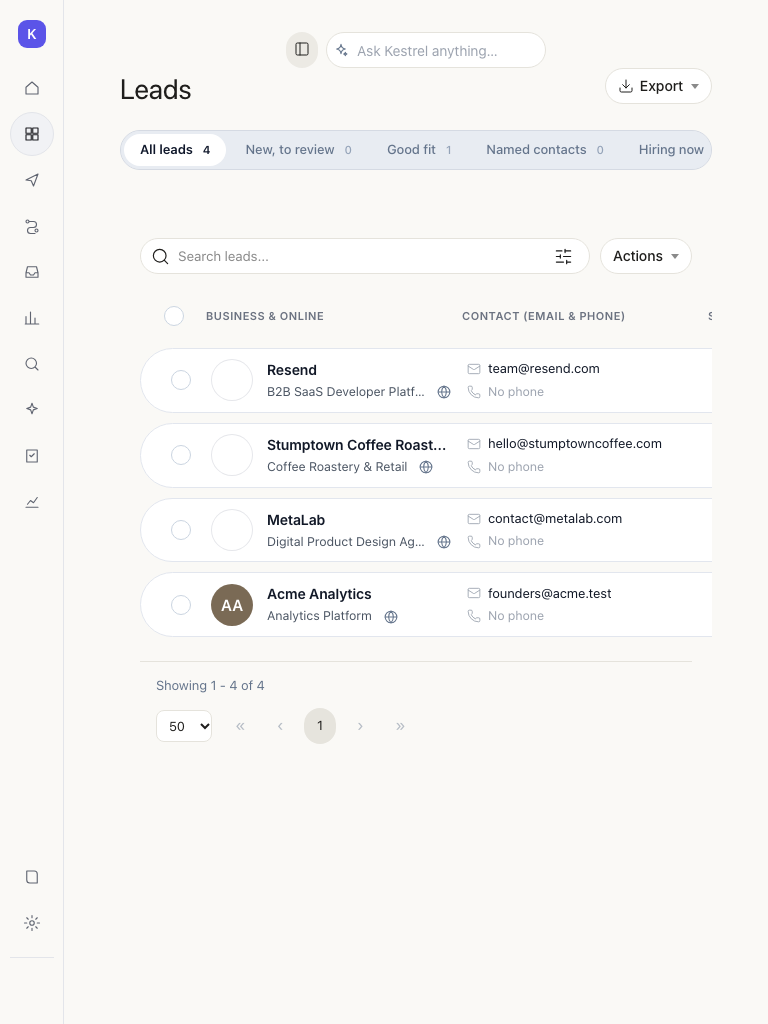 K
Ask Kestrel anything...
Leads
Export
All leads 4 New, to review 0 Good fit 1 Named contacts 0 Hiring now
Search leads...
Actions
BUSINESS & ONLINE CONTACT (EMAIL & PHONE)
Resend
team@resend.com
B2B SaaS Developer Platf...
No phone
Stumptown Coffee Roast...
hello@stumptowncoffee.com
Coffee Roastery & Retail
No phone
MetaLab
contact@metalab.com
Digital Product Design Ag...
No phone
AA
Acme Analytics
founders@acme.test
Analytics Platform
No phone
Showing 1 - 4 of 4
50 « ‹ 1 › »